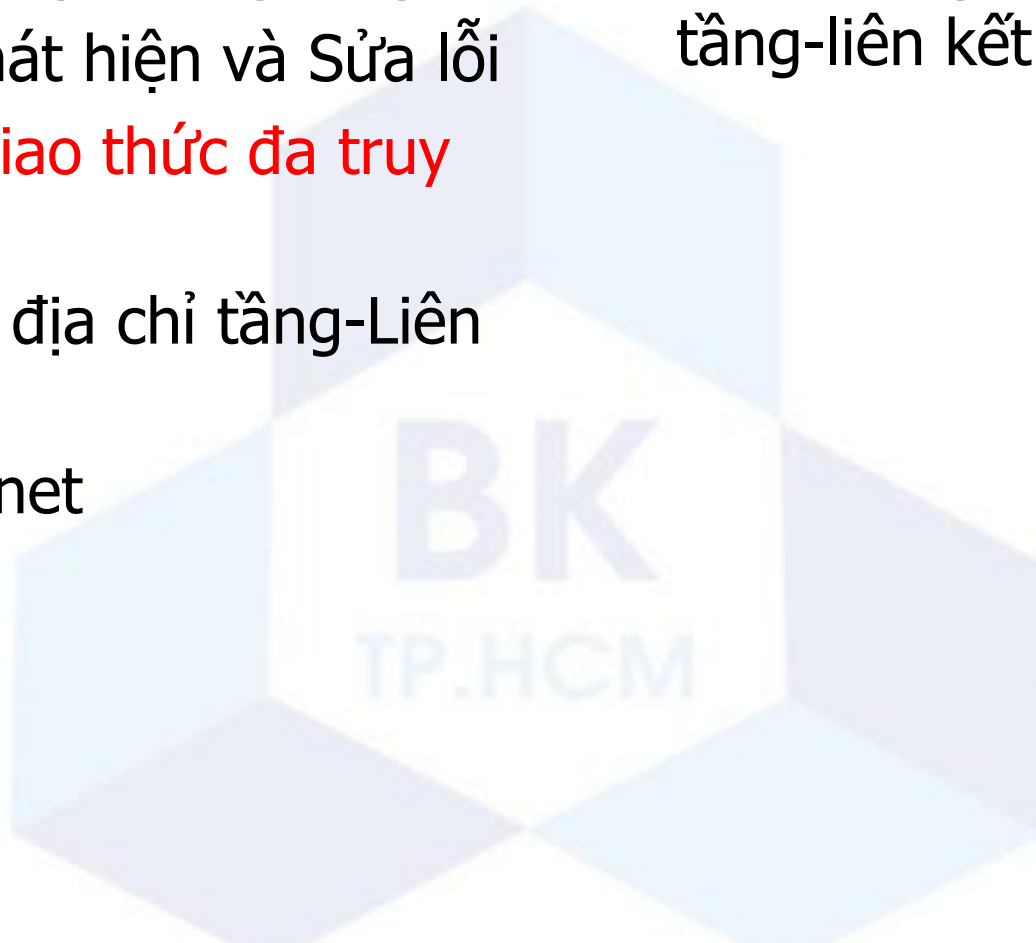 hát hiện và Sửa lỗi
iao thức đa truy
địa chỉ tầng-Liên
net
tầng-liên kết
BK
TP.HCM